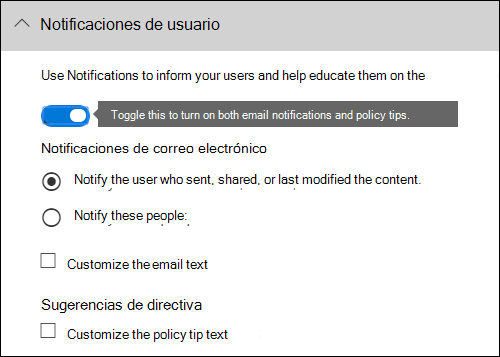 Notificaciones de usuario
Use Notifications to inform your users and help educate them on the
Toggle this to turn on both email notifications and policy tips.
Notificaciones de correo electrónico
Notify the user who sent, shared, or last modified the content.
Notify these people:
Customize the email text
Sugerencias de directiva
Customize the policy tip text